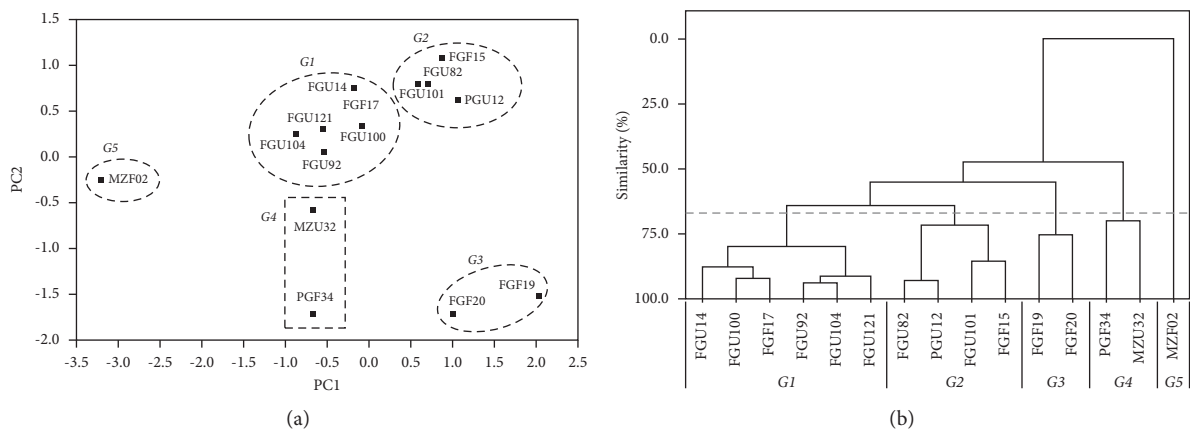 1.5
1.0
0.5
0.0
-0.5
-1.0
-1.5
-2.0
PC2
-3.5 -3.0 -2.5 -2.0 -1.5 -1.0 -0.5 0.0 0.5 1.0 1.5 2.0 2.5
PC1
G1
FGU14
FGF17
FGU121
FGU100
FGU104
FGU92
G2
FGF15
FGU82
FGU101
PGU12
G5
MZF02
G4
MZU32
PGF34
G3
FGF19
FGF20
(a)
Similarity (%)
0.0
25.0
50.0
75.0
100.0
FGU14
FGU100
FGF17
FGU92
FGU104
FGU121
FGU82
PGU12
FGU101
FGF15
FGF19
FGF20
PGF34
MZU32
MZF02
G1 G2 G3 G4 G5
(b)